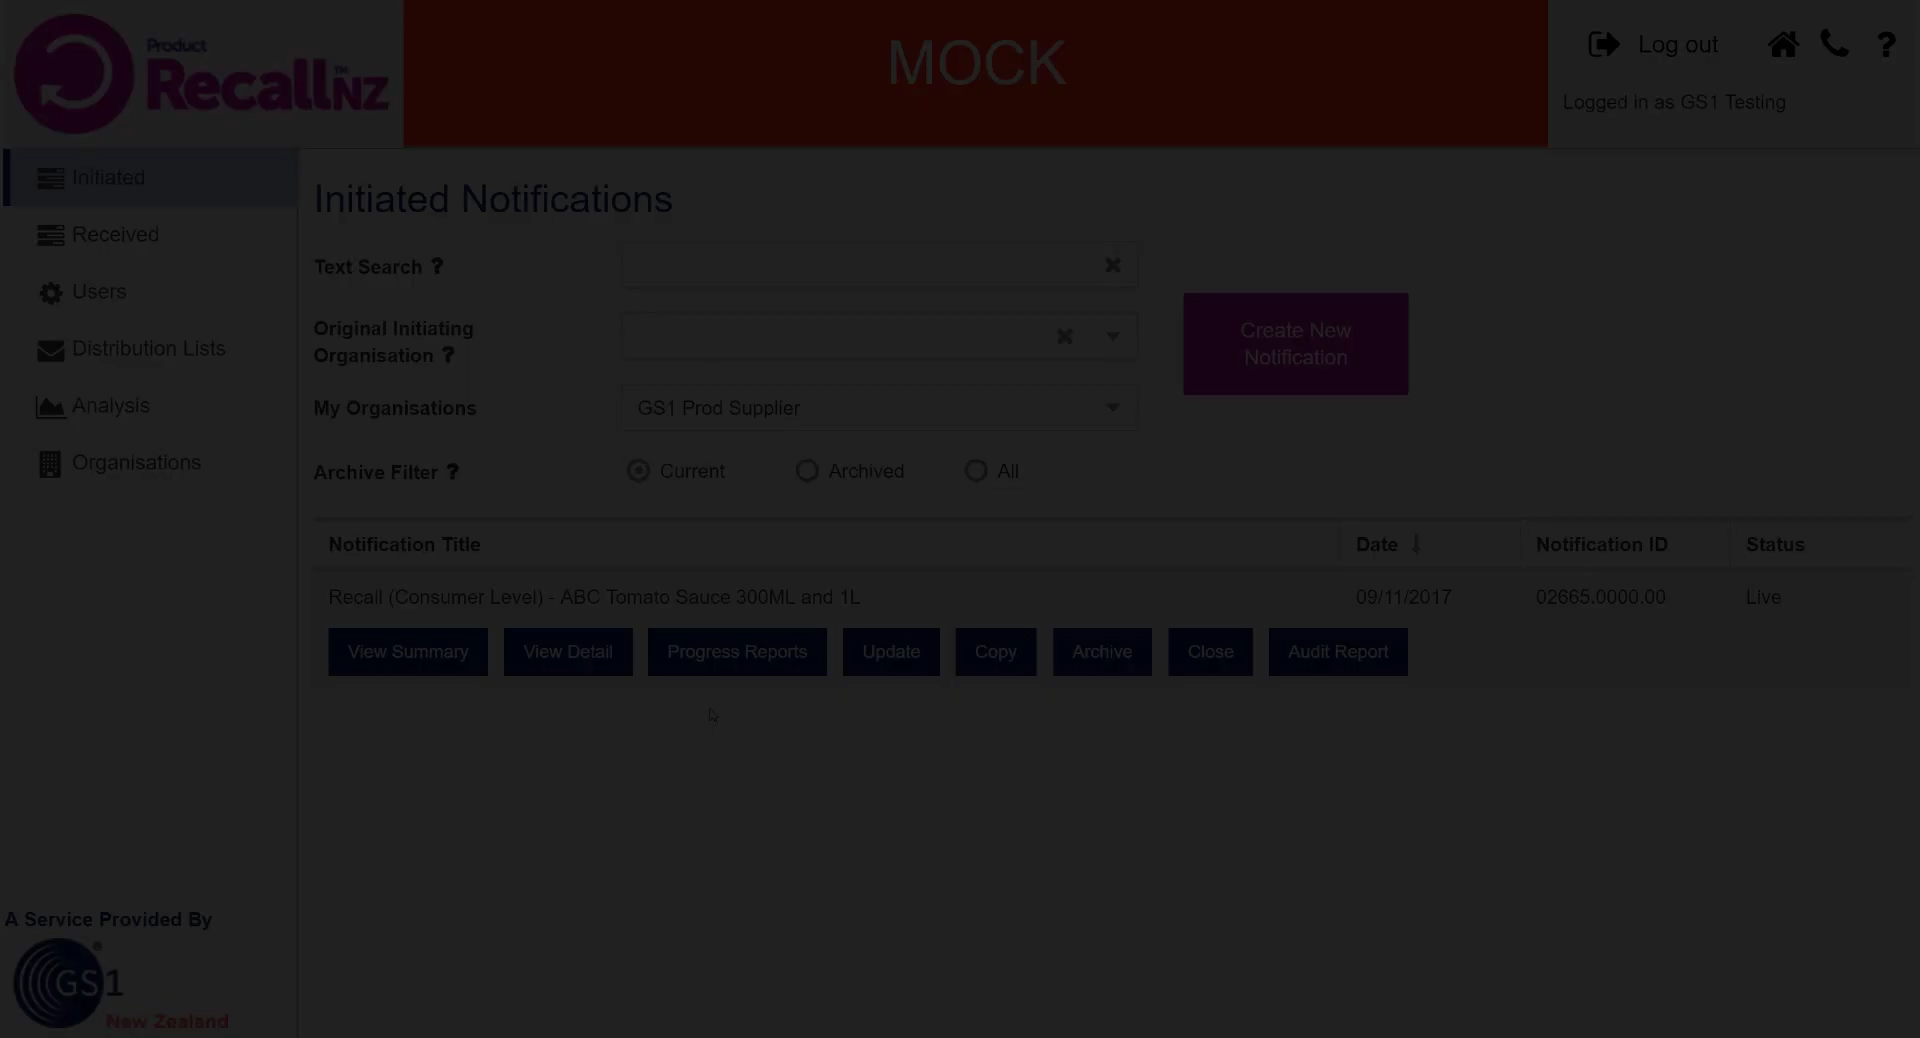 Product
RecallNZ™
MOCK
Log out
?
Logged in as GS1 Testing
Initiated
Received
Users
Distribution Lists
Analysis
Organisations
Initiated Notifications
Text Search ?
Original Initiating
Organisation ?
Create New
Notification
My Organisations
GS1 Prod Supplier
Archive Filter ?
Current
Archived
All
Notification Title
Date ↓
Notification ID
Status
Recall (Consumer Level) - ABC Tomato Sauce 300ML and 1L
09/11/2017
02665.0000.00
Live
View Summary
View Detail
Progress Reports
Update
Copy
Archive
Close
Audit Report
A Service Provided By
GS1®
New Zealand